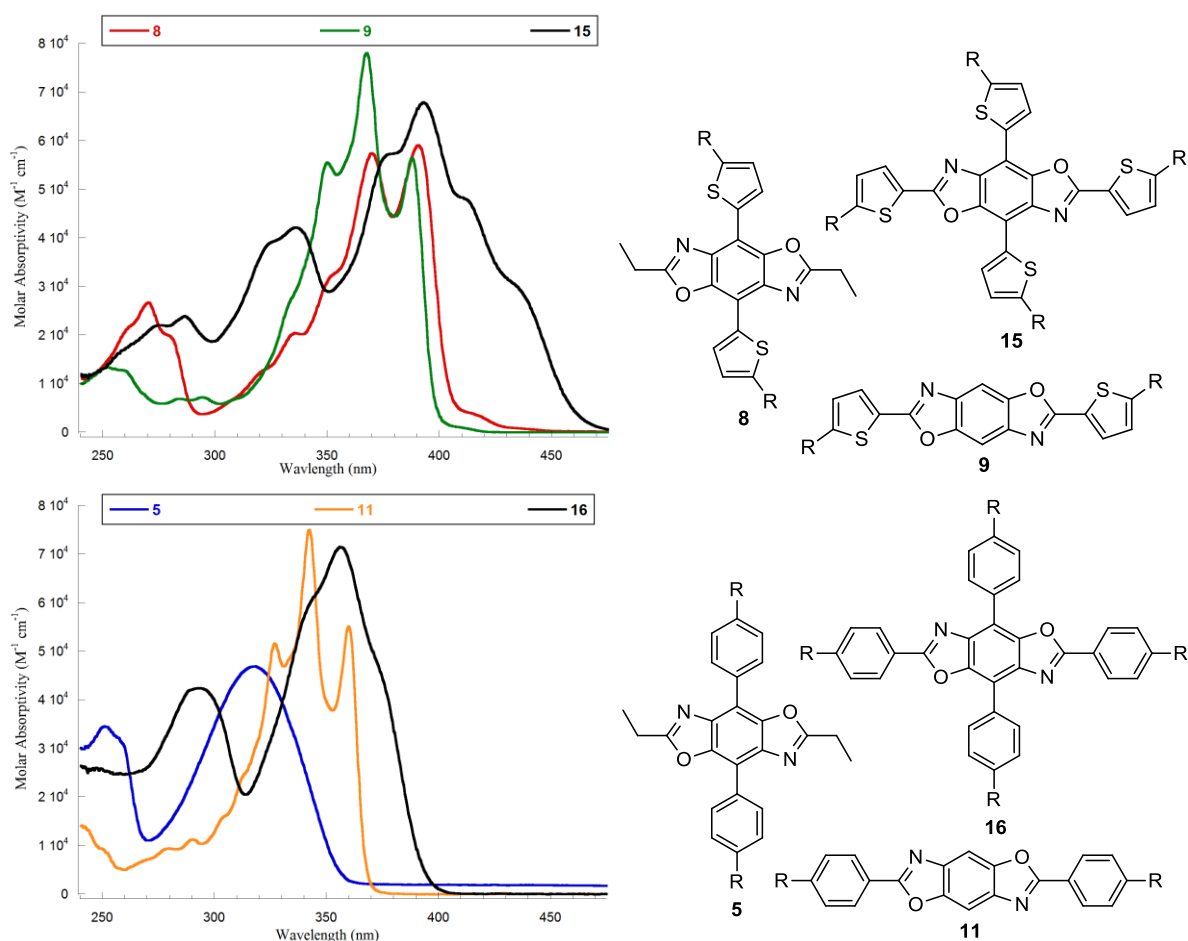 8 9 15
8 10⁴
7 10⁴
6 10⁴
5 10⁴
4 10⁴
3 10⁴
2 10⁴
1 10⁴
0
Molar Absorptivity (M⁻¹ cm⁻¹)
250 300 350 400 450
Wavelength (nm)
R
S
N
O
O
N
S
R
8
R
S
N
O
S
R
S
R
O
N
S
R
15
N
O
S
R
S
R
O
N
9
5 11 16
8 10⁴
7 10⁴
6 10⁴
5 10⁴
4 10⁴
3 10⁴
2 10⁴
1 10⁴
0
Molar Absorptivity (M⁻¹ cm⁻¹)
250 300 350 400 450
Wavelength (nm)
R
N
O
O
N
R
5
R
N
O
R
R
O
N
R
16
N
O
R
R
O
N
11